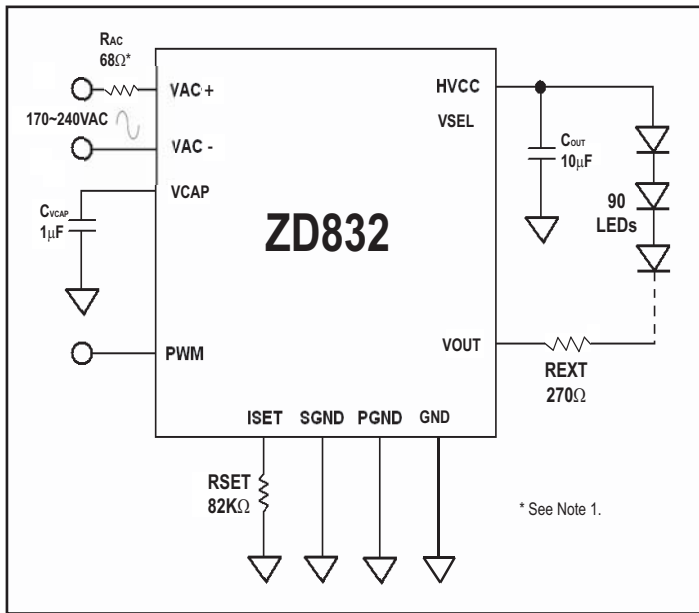 RAC
68Ω*
VAC+
170~240VAC
VAC -
VCAP
CVCAP
1µF
PWM
ZD832
HVCC
VSEL
COUT
10µF
90
LEDs
VOUT
REXT
270Ω
ISET SGND PGND GND
RSET
82KΩ
* See Note 1.